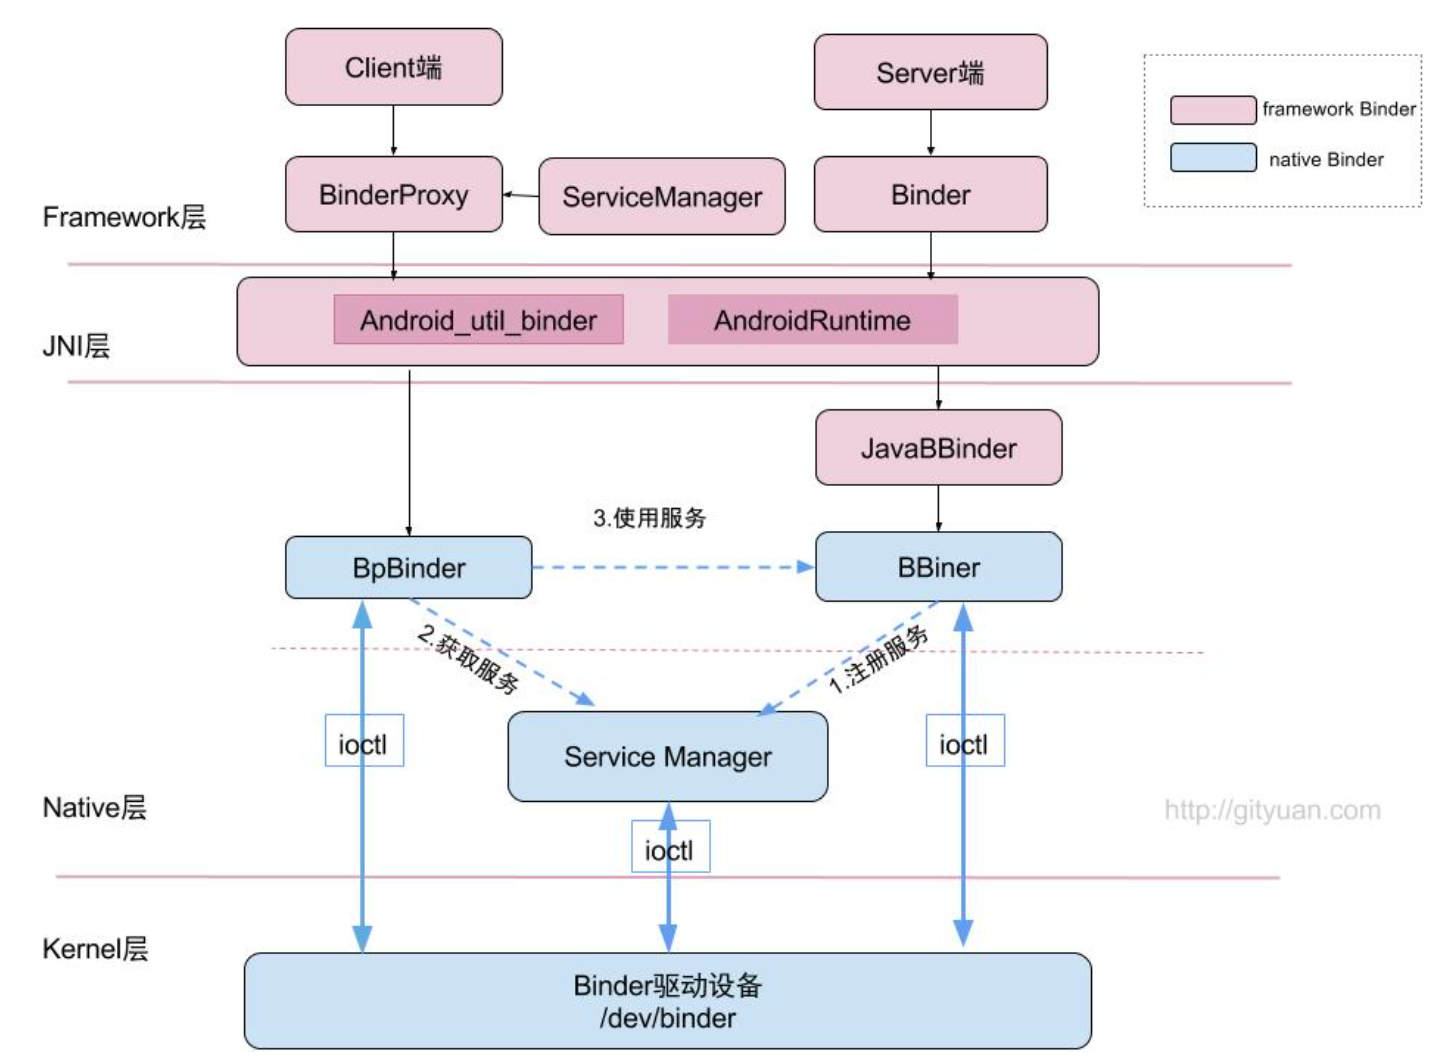 Client端
Server端
framework Binder
native Binder
BinderProxy
ServiceManager
Binder
Framework层
Android_util_binder
AndroidRuntime
JNI层
JavaBBinder
3.使用服务
BpBinder
BBiner
2.获取服务
1.注册服务
ioctl
Service Manager
ioctl
Native层
http://gityuan.com
ioctl
Kernel层
Binder驱动设备
/dev/binder